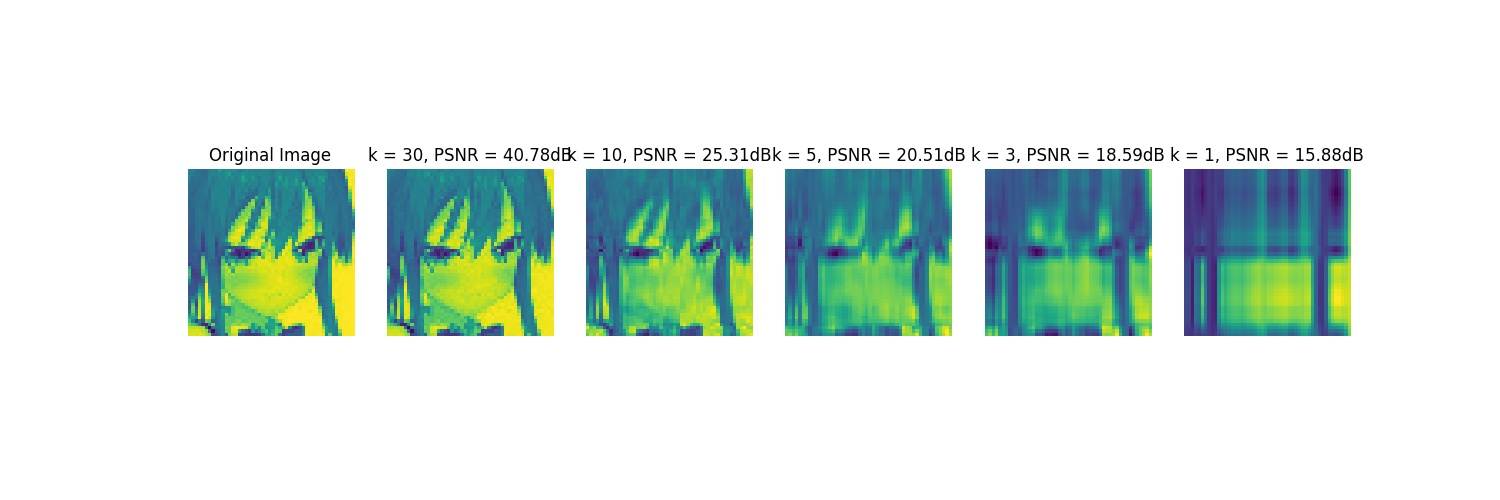 Original Image
k = 30, PSNR = 40.78dB
k = 10, PSNR = 25.31dB
k = 5, PSNR = 20.51dB
k = 3, PSNR = 18.59dB
k = 1, PSNR = 15.88dB